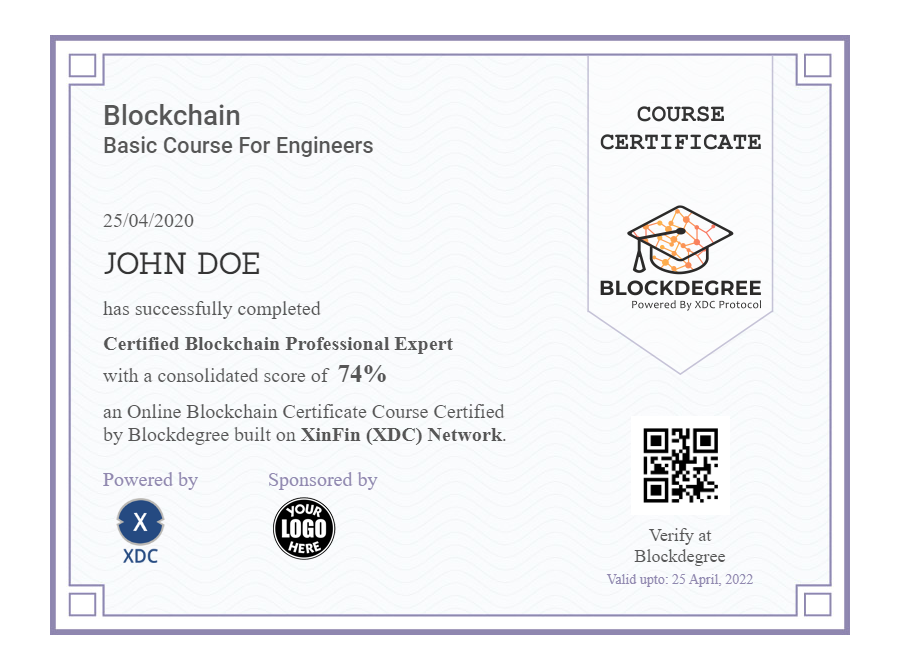 Blockchain
Basic Course For Engineers
25/04/2020
JOHN DOE
has successfully completed
Certified Blockchain Professional Expert
with a consolidated score of 74%
an Online Blockchain Certificate Course Certified
by Blockdegree built on XinFin (XDC) Network.
Powered by
X
XDC
Sponsored by
YOUR
LOGO
HERE
COURSE
CERTIFICATE
BLOCKDEGREE
Powered By XDC Protocol
Verify at
Blockdegree
Valid upto: 25 April, 2022